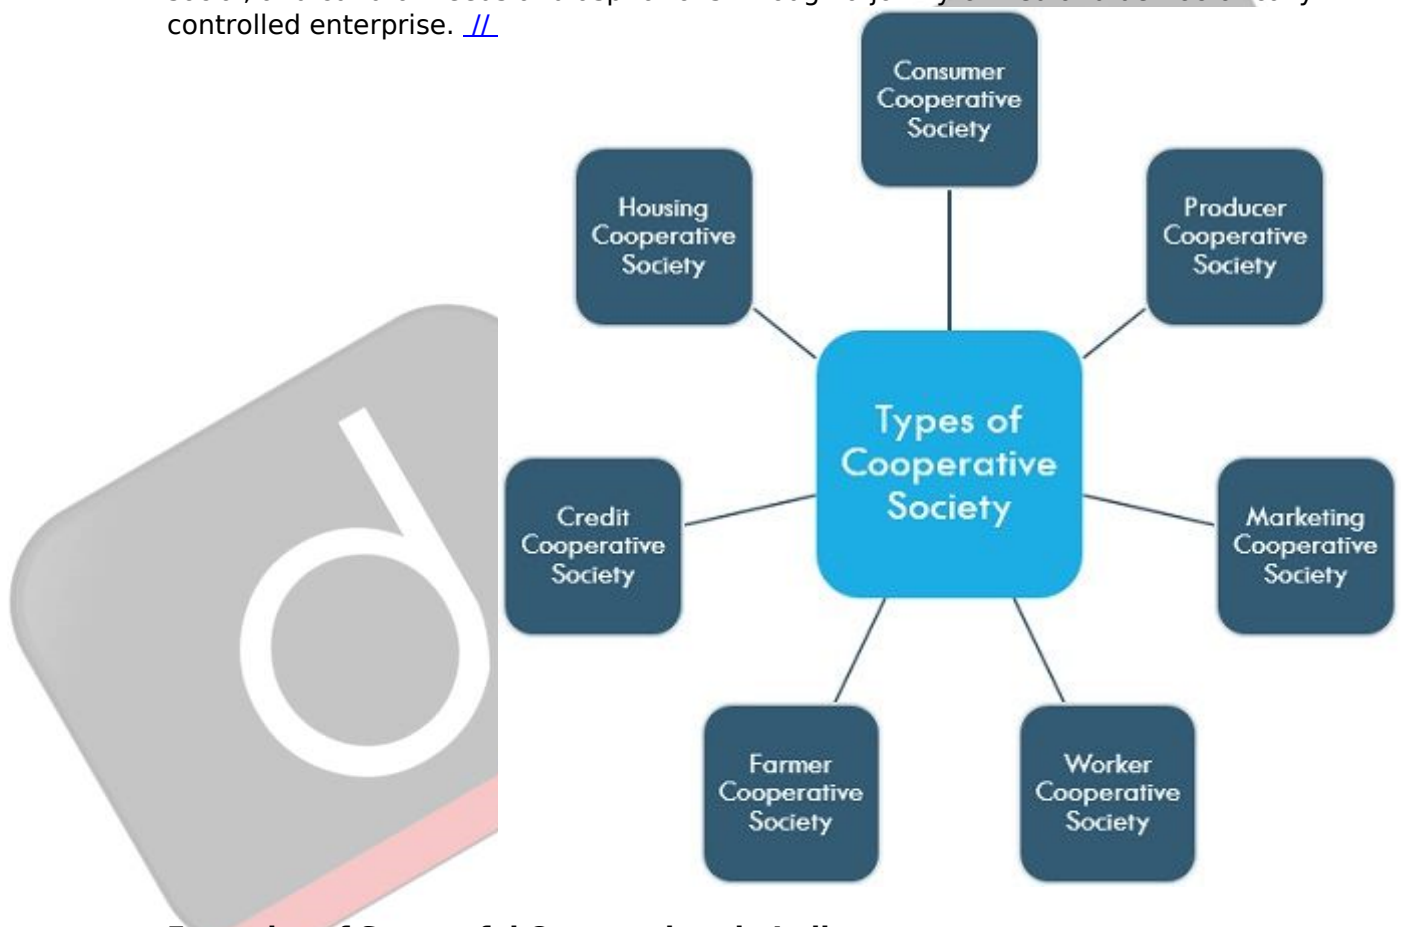 controlled enterprise. //
Consumer
Cooperative
Society
Housing
Cooperative
Society
Producer
Cooperative
Society
Types of
Cooperative
Society
Credit
Cooperative
Society
Marketing
Cooperative
Society
Farmer
Cooperative
Society
Worker
Cooperative
Society